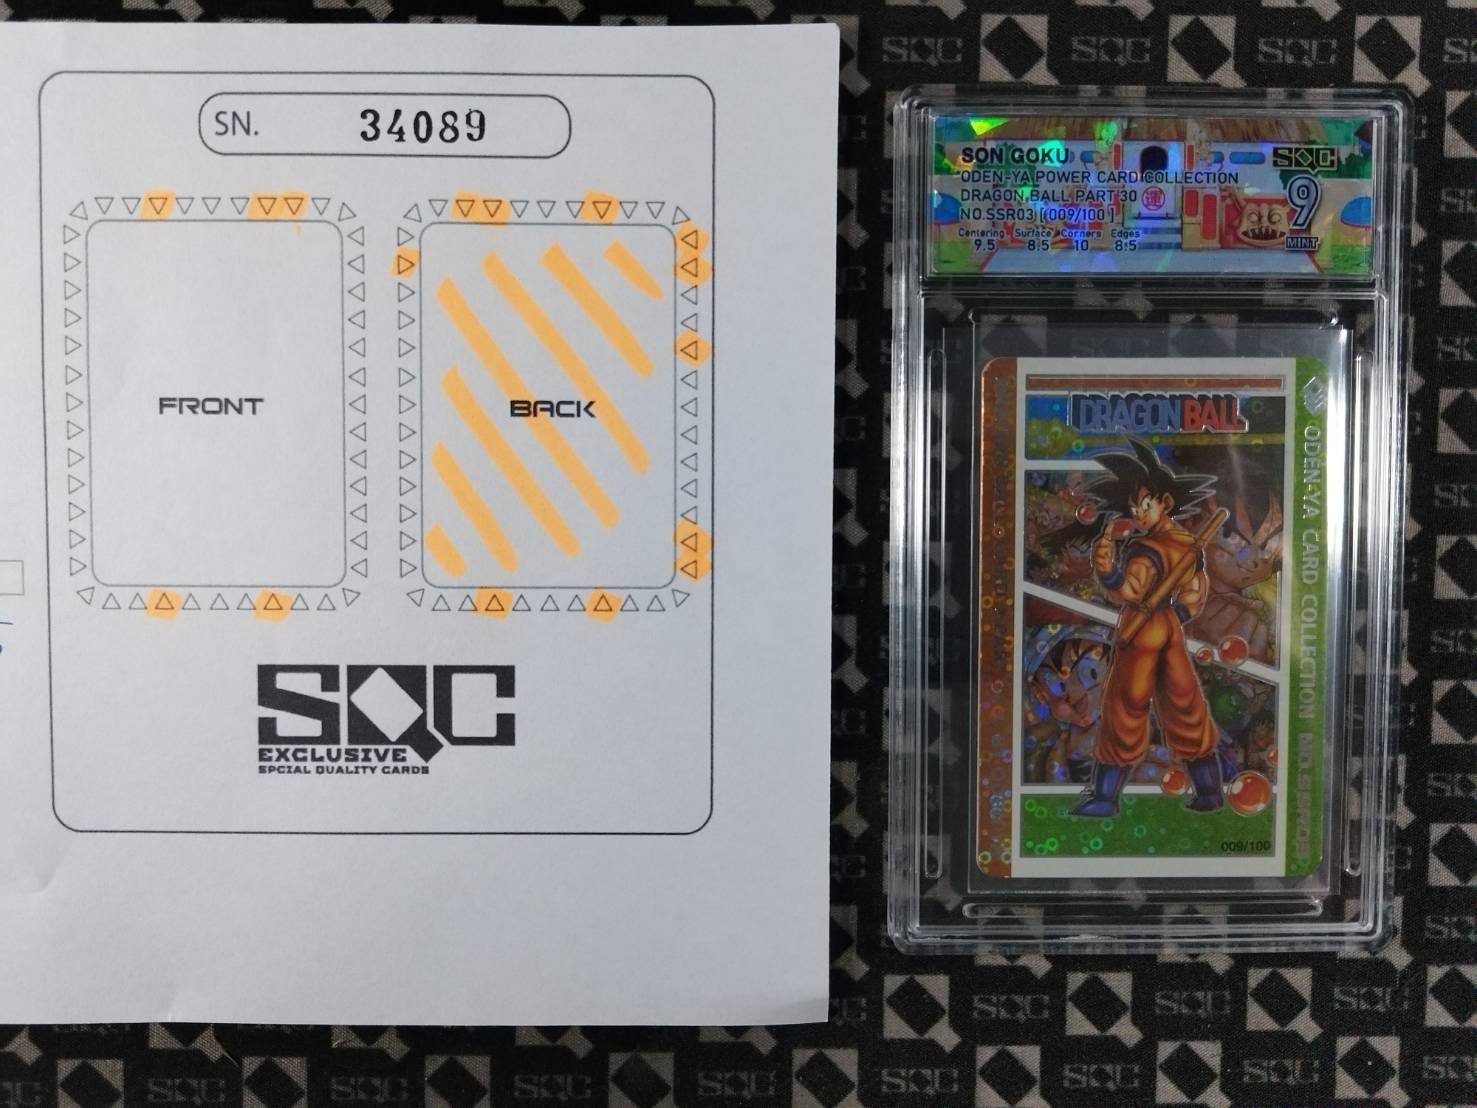 SN. 34089
FRONT
BACK
SQC
EXCLUSIVE
SPCIAL QUALITY CARDS
SON GOKU
ODEN-YA POWER CARD COLLECTION
DRAGON BALL PART 30
NO.SSR03 [009/100]
Centering Surface Corners Edges
9.5 8.5 10 8.5
SQC
9
MINT
DRAGON BALL
ODEN-YA CARD COLLECTION NO.SSR03
009/100